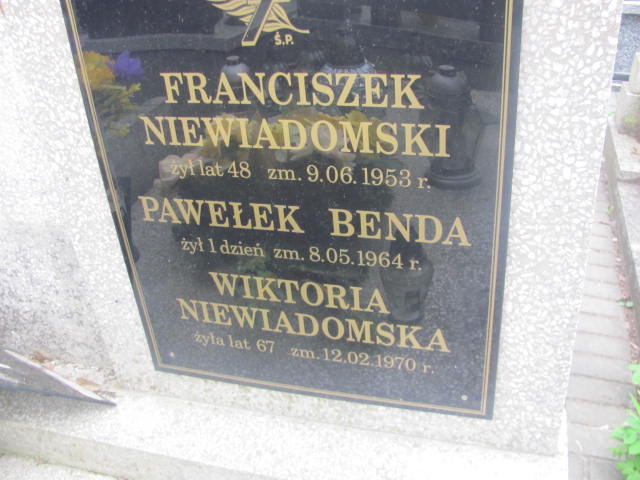 Ś.P.
FRANCISZEK
NIEWIADOMSKI
żył lat 48 zm. 9.06.1953 r.
PAWEŁEK BENDA
żył 1 dzień zm. 8.05.1964 r.
WIKTORIA
NIEWIADOMSKA
żyła lat 67 zm. 12.02.1970 r.